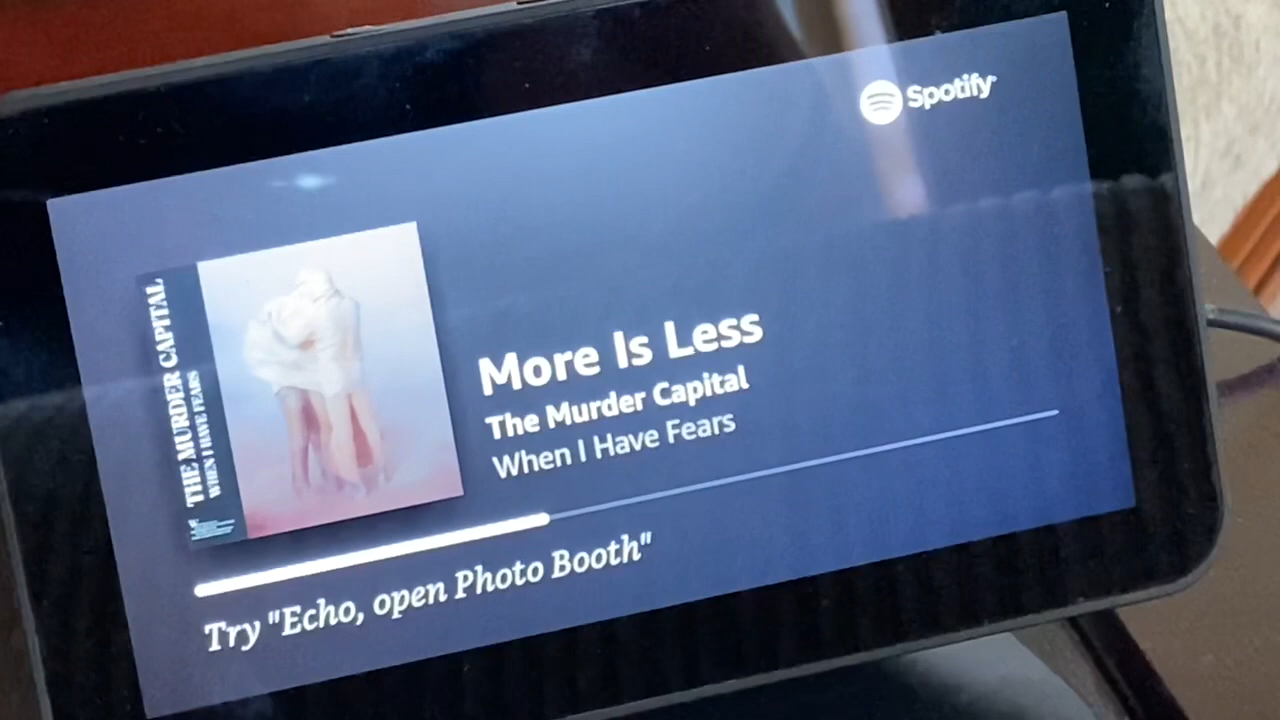 Spotify
THE MURDER CAPITAL
WHEN I HAVE FEARS
More Is Less
The Murder Capital
When I Have Fears
Try "Echo, open Photo Booth"